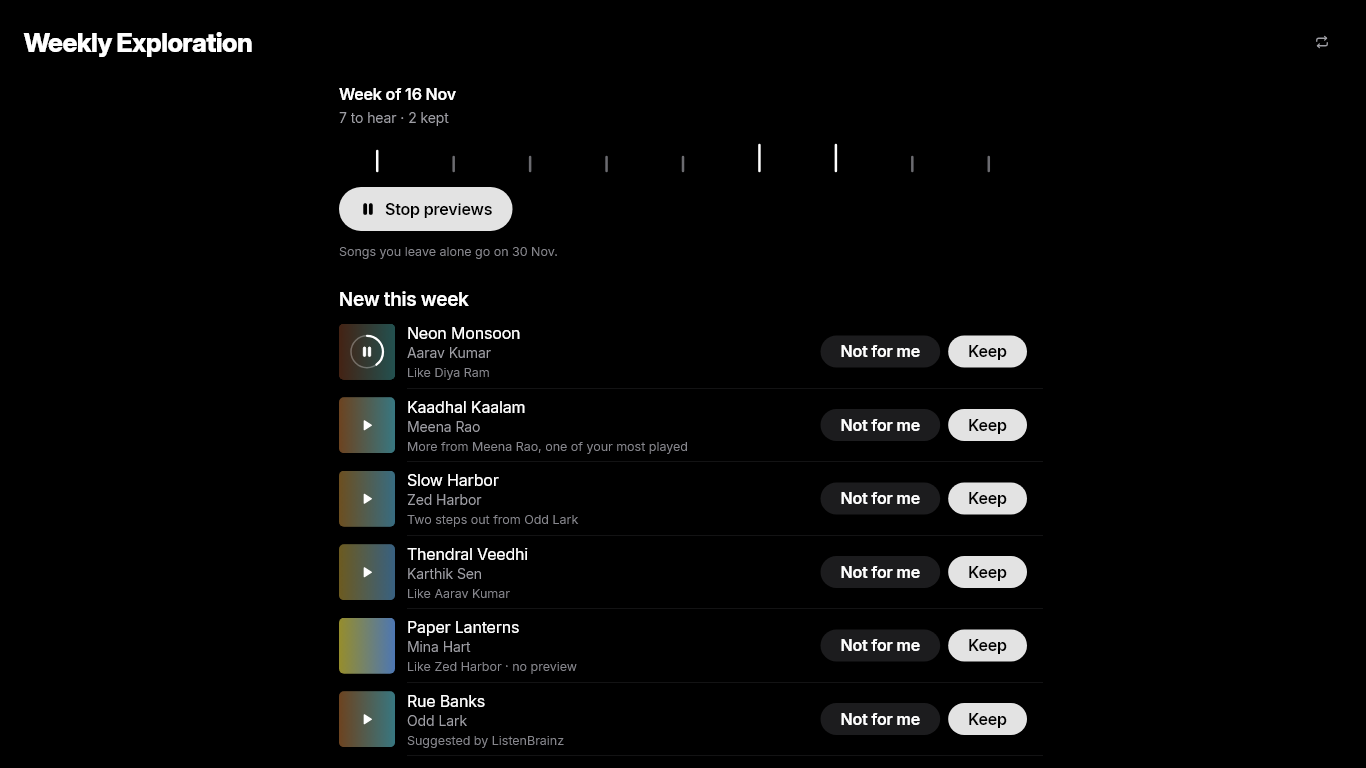 Weekly Exploration
Week of 16 Nov
7 to hear · 2 kept
Stop previews
Songs you leave alone go on 30 Nov.
New this week
Neon Monsoon
Aarav Kumar
Like Diya Ram
Not for me
Keep
Kaadhal Kaalam
Meena Rao
More from Meena Rao, one of your most played
Not for me
Keep
Slow Harbor
Zed Harbor
Two steps out from Odd Lark
Not for me
Keep
Thendral Veedhi
Karthik Sen
Like Aarav Kumar
Not for me
Keep
Paper Lanterns
Mina Hart
Like Zed Harbor · no preview
Not for me
Keep
Rue Banks
Odd Lark
Suggested by ListenBrainz
Not for me
Keep